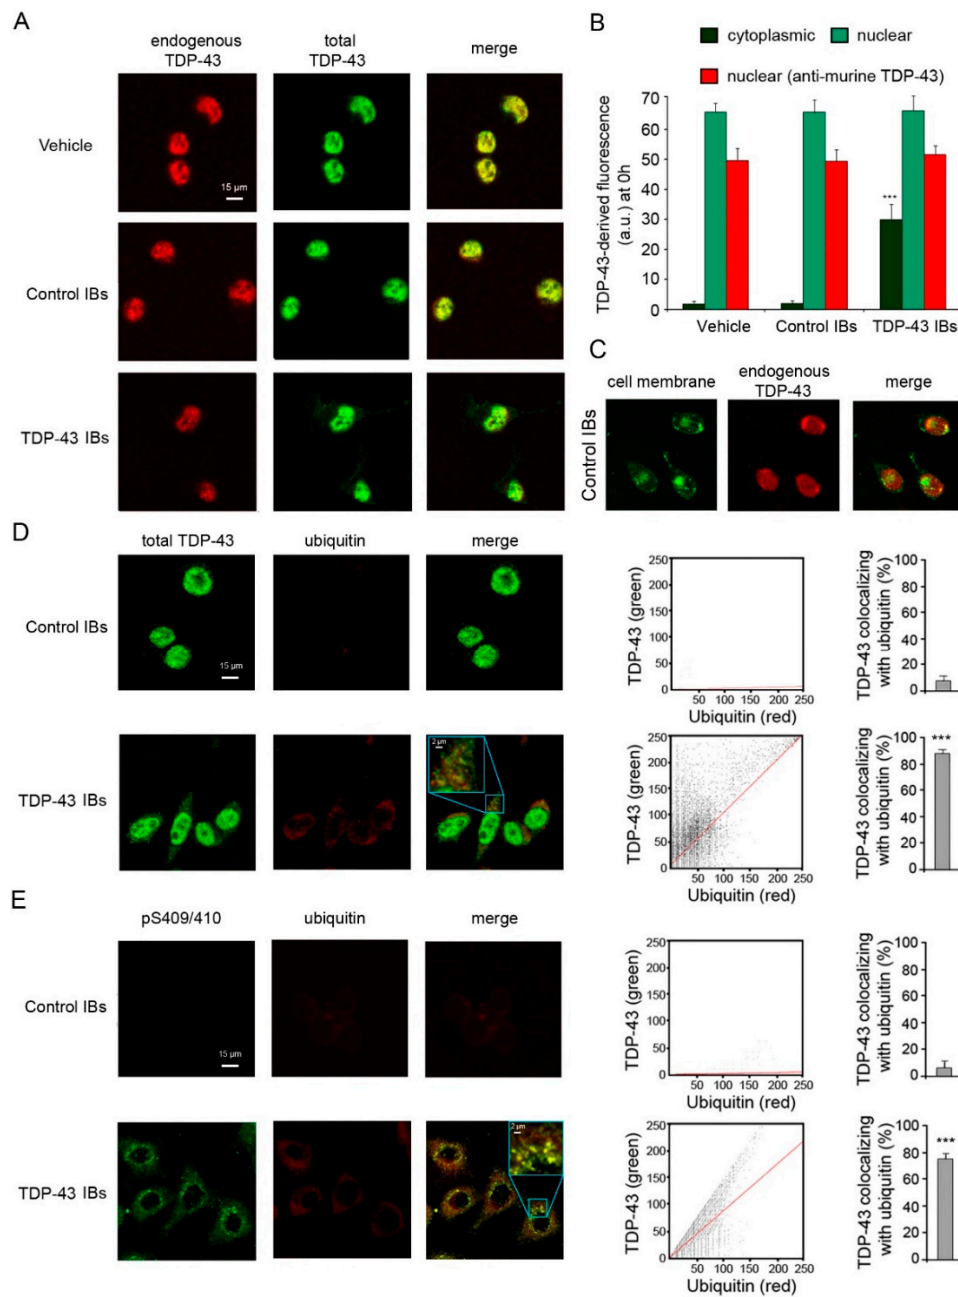 A
endogenous TDP-43
total TDP-43
merge
Vehicle
15 µm
Control IBs
TDP-43 IBs
B
cytoplasmic
nuclear
nuclear (anti-murine TDP-43)
TDP-43-derived fluorescence
(a.u.) at 0h
70
60
50
40
30
20
10
0
***
Vehicle
Control IBs
TDP-43 IBs
C
cell membrane
endogenous TDP-43
merge
Control IBs
D
total TDP-43
ubiquitin
merge
Control IBs
15 µm
TDP-43 (green)
250
200
150
100
50
0
50 100 150 200 250
Ubiquitin (red)
TDP-43 colocalizing
with ubiquitin (%)
100
80
60
40
20
0
TDP-43 IBs
2 µm
TDP-43 (green)
250
200
150
100
50
0
50 100 150 200 250
Ubiquitin (red)
TDP-43 colocalizing
with ubiquitin (%)
100
80
60
40
20
0
***
E
pS409/410
ubiquitin
merge
Control IBs
15 µm
TDP-43 (green)
250
200
150
100
50
0
50 100 150 200 250
Ubiquitin (red)
TDP-43 colocalizing
with ubiquitin (%)
100
80
60
40
20
0
TDP-43 IBs
2 µm
TDP-43 (green)
250
200
150
100
50
0
50 100 150 200 250
Ubiquitin (red)
TDP-43 colocalizing
with ubiquitin (%)
100
80
60
40
20
0
***